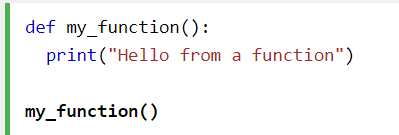 def my_function():
  print("Hello from a function")

my_function()